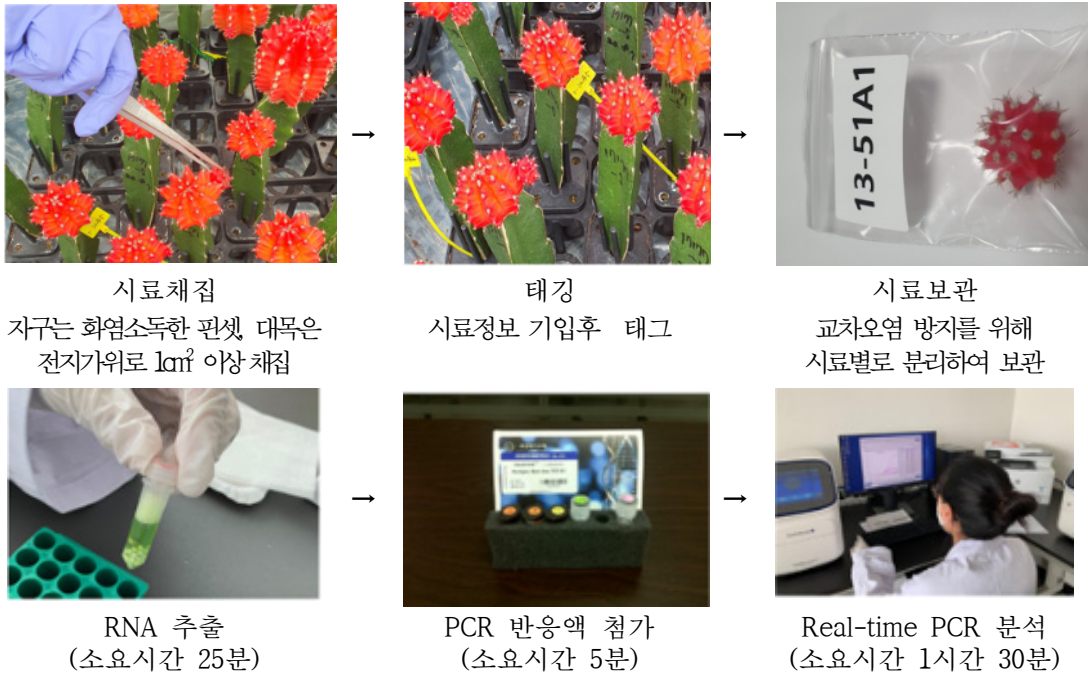 13-51A1
→
→
시료채집
자구는 화염소독한 핀셋, 대목은
전지가위로 1㎠ 이상 채집
태깅
시료정보 기입후 태그
시료보관
교차오염 방지를 위해
시료별로 분리하여 보관
→
→
RNA 추출
(소요시간 25분)
PCR 반응액 첨가
(소요시간 5분)
Real-time PCR 분석
(소요시간 1시간 30분)